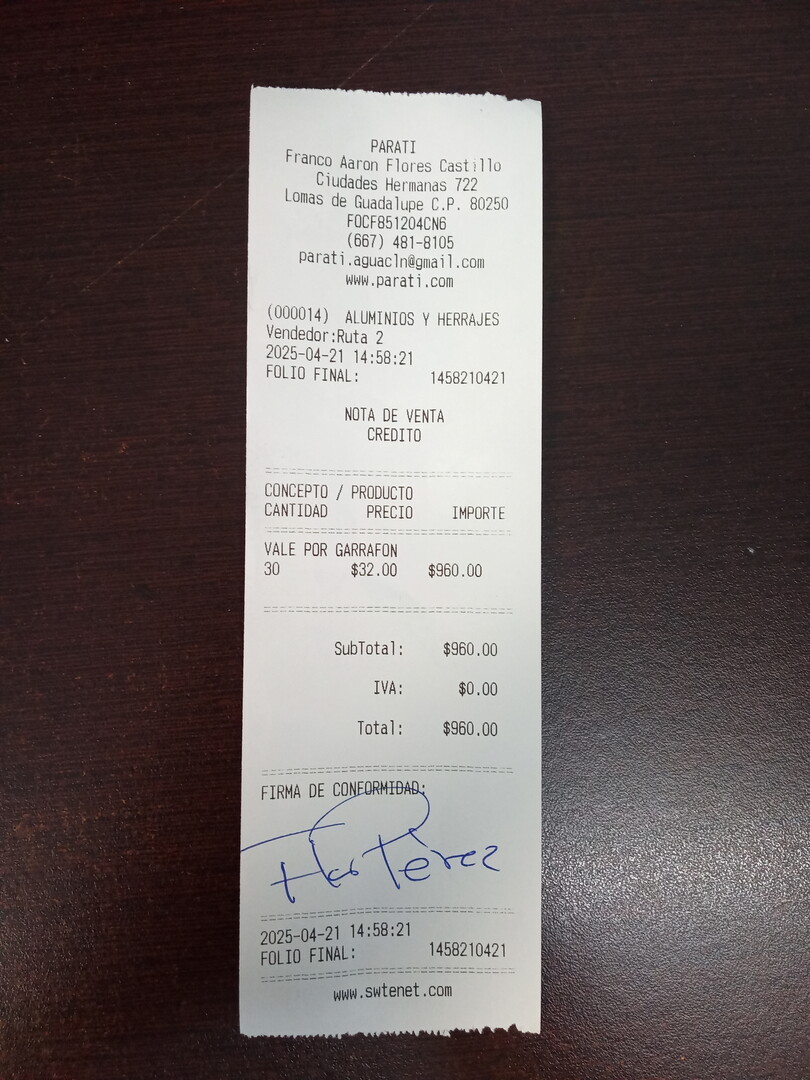 PARATI
Franco Aaron Flores Castillo
Ciudades Hermanas 722
Lomas de Guadalupe C.P. 80250
FOCF851204CN6
(667) 481-8105
parati.aguacln@gmail.com
www.parati.com
(000014) ALUMINIOS Y HERRAJES
Vendedor:Ruta 2
2025-04-21 14:58:21
FOLIO FINAL: 1458210421
NOTA DE VENTA
CREDITO
CONCEPTO / PRODUCTO
CANTIDAD PRECIO IMPORTE
VALE POR GARRAFON
30 $32.00 $960.00
SubTotal: $960.00
IVA: $0.00
Total: $960.00
FIRMA DE CONFORMIDAD:
Perez
2025-04-21 14:58:21
FOLIO FINAL: 1458210421
www.swtenet.com